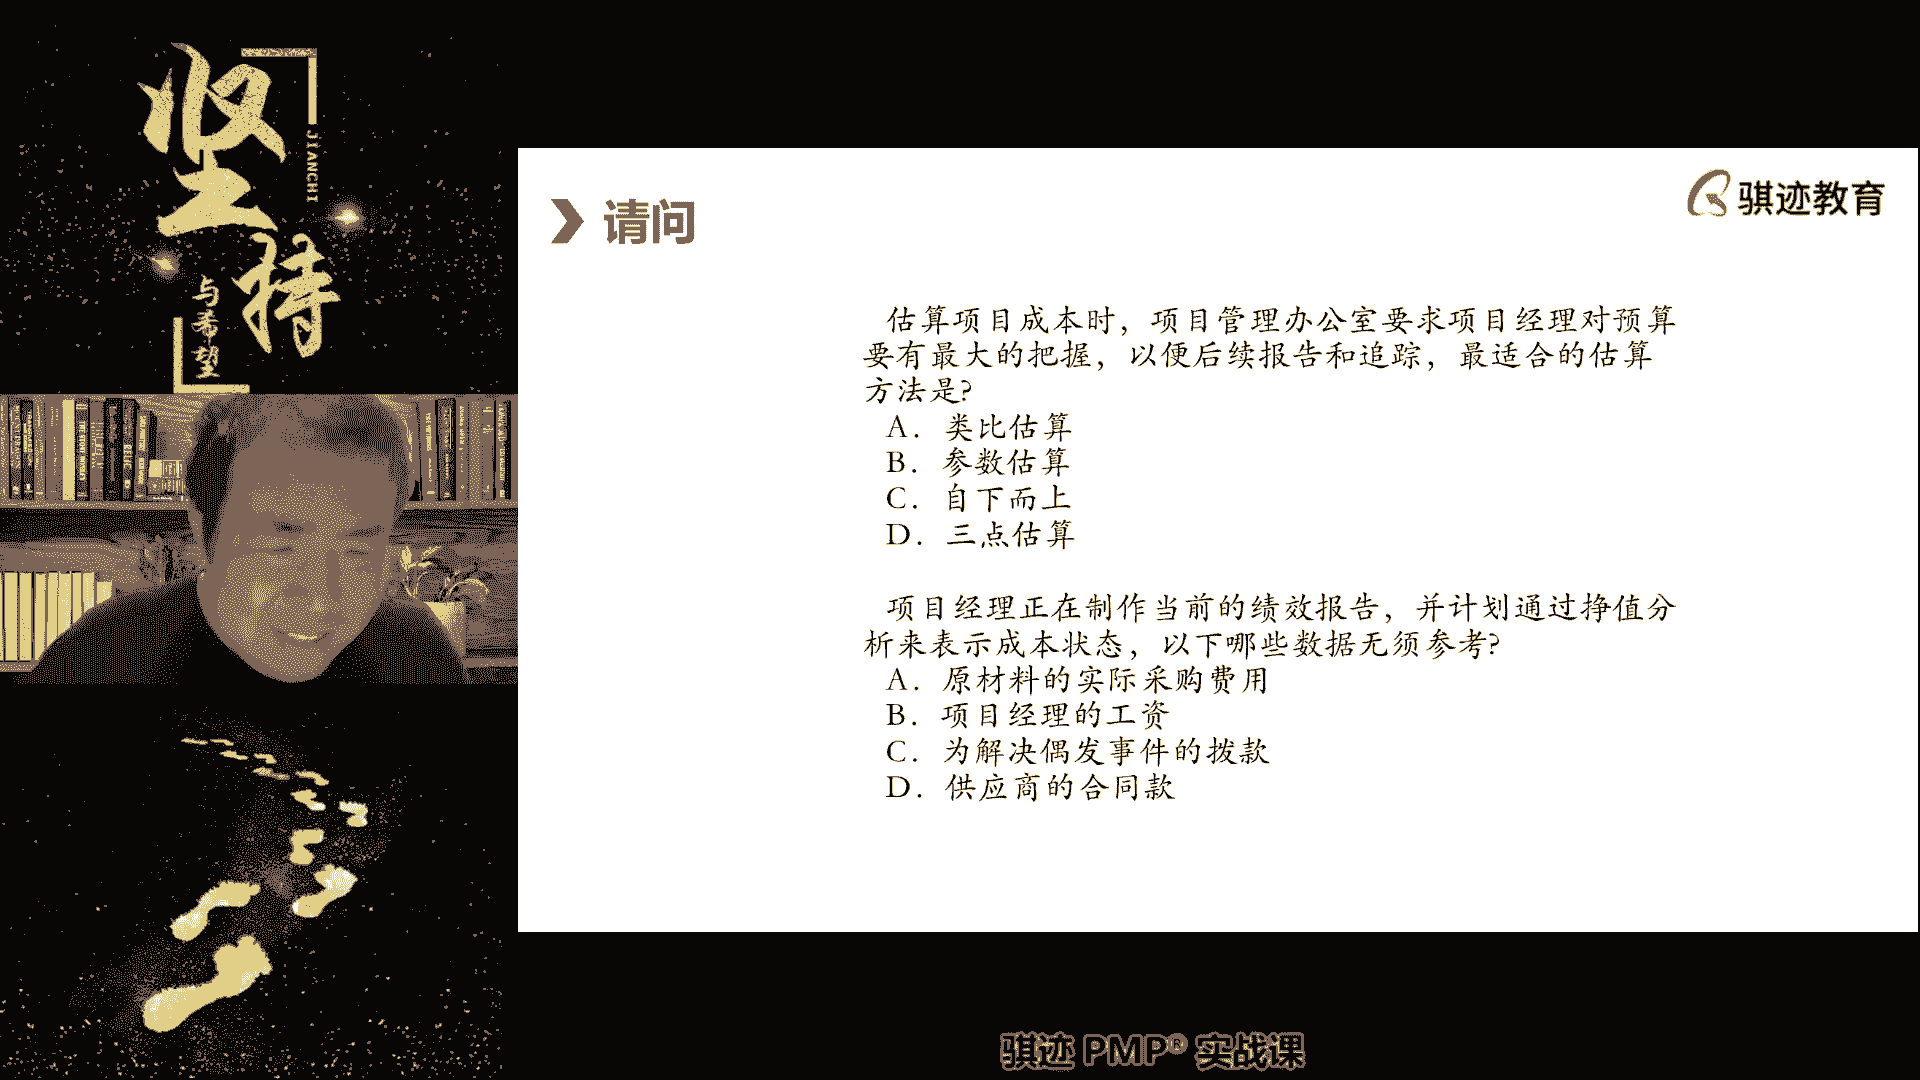 坚持
JIANCHI
与希望
请问
骐迹教育
估算项目成本时，项目管理办公室要求项目经理对预算
要有最大的把握，以便后续报告和追踪，最适合的估算
方法是?
A. 类比估算
B. 参数估算
C. 自下而上
D. 三点估算
项目经理正在制作当前的绩效报告，并计划通过挣值分
析来表示成本状态，以下哪些数据无须参考?
A. 原材料的实际采购费用
B. 项目经理的工资
C. 为解决偶发事件的拨款
D. 供应商的合同款
骐迹 PMP® 实战课